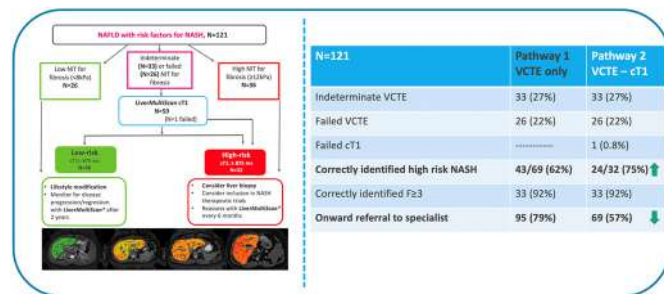 NAFLD with risk factors for NASH, N=121
Low NIT for
fibrosis (<8kPa)
N=26
Indeterminate
(N=33) or failed
(N=26) NIT for
fibrosis
High NIT for
fibrosis (≥12kPa)
N=36
LiverMultiScan cT1
N=59
(N=1 failed)
Low-risk
High-risk
Lifestyle modification
Monitor for disease
progression/regression
with LiverMultiScan® after
2 years
Consider liver biopsy
Consider inclusion to NASH
therapeutic trials
Reassess with LiverMultiScan®
every 6 months
N=121
Pathway 1
VCTE only
Pathway 2
VCTE – cT1
Indeterminate VCTE 33 (27%) 33 (27%)
Failed VCTE 26 (22%) 26 (22%)
Failed cT1 ---------- 1 (0.8%)
Correctly identified high risk NASH 43/69 (62%) 24/32 (75%)
Correctly identified F≥3 33 (92%) 33 (92%)
Onward referral to specialist 95 (79%) 69 (57%)